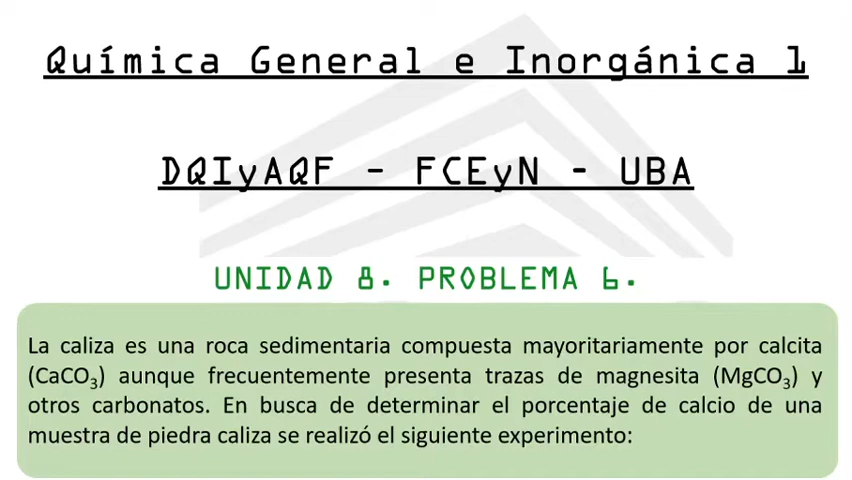 Química General e Inorgánica 1
DQIyAQF - FCEyN - UBA
UNIDAD 8. PROBLEMA 6.
La caliza es una roca sedimentaria compuesta mayoritariamente por calcita
(CaCO₃) aunque frecuentemente presenta trazas de magnesita (MgCO₃) y
otros carbonatos. En busca de determinar el porcentaje de calcio de una
muestra de piedra caliza se realizó el siguiente experimento: